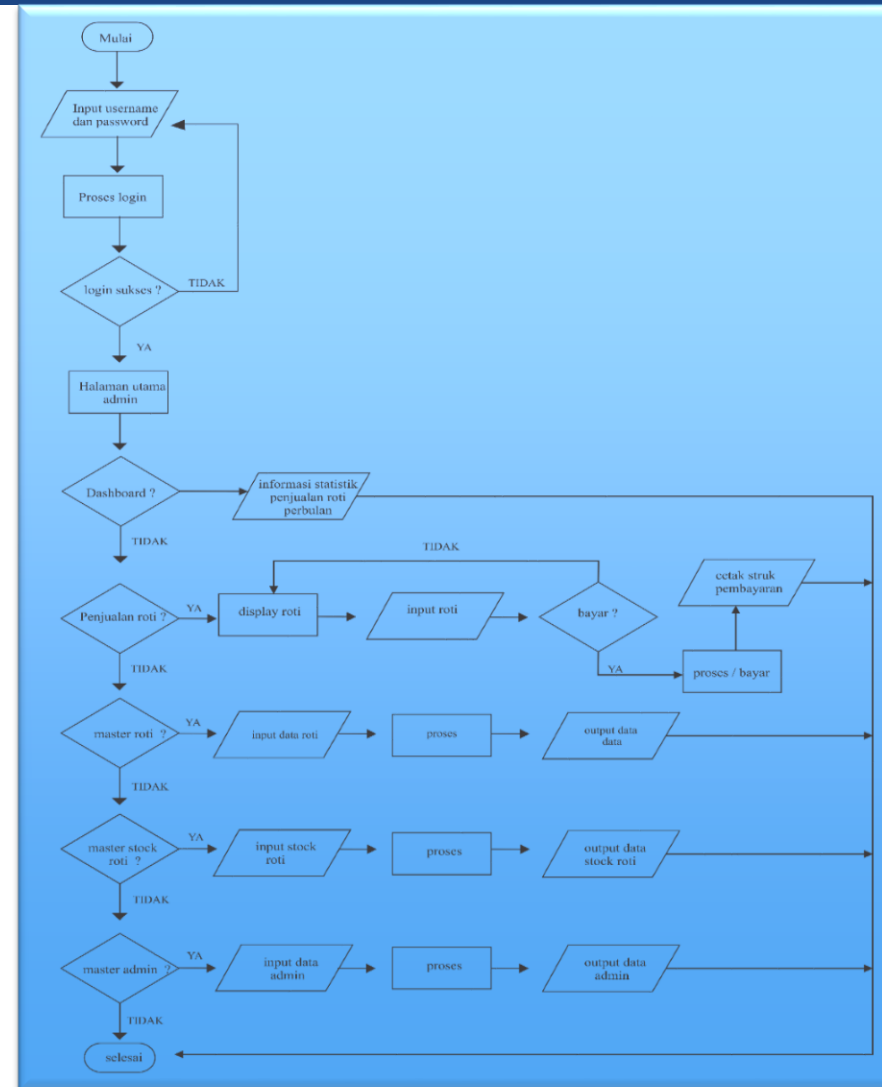 Mulai
Input username
dan password
Proses login
login sukses ?
TIDAK
YA
Halaman utama
admin
Dashboard ?
informasi statistik
penjualan roti
perbulan
TIDAK
TIDAK
Penjualan roti ?
YA
display roti
input roti
bayar ?
cetak struk
pembayaran
YA
proses / bayar
TIDAK
master roti ?
YA
input data roti
proses
output data
data
TIDAK
master stock
roti ?
YA
input stock
roti
proses
output data
stock roti
TIDAK
master admin ?
YA
input data
admin
proses
output data
admin
TIDAK
selesai